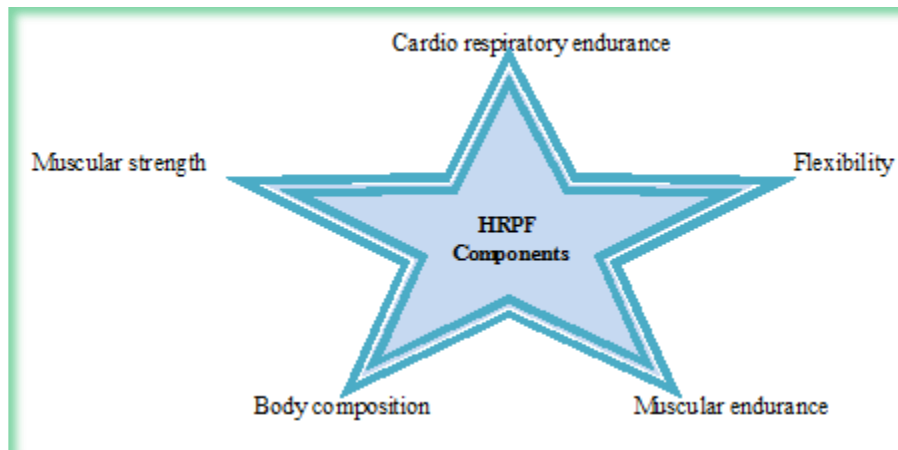 Cardio respiratory endurance
Muscular strength
Flexibility
HRPF
Components
Body composition
Muscular endurance